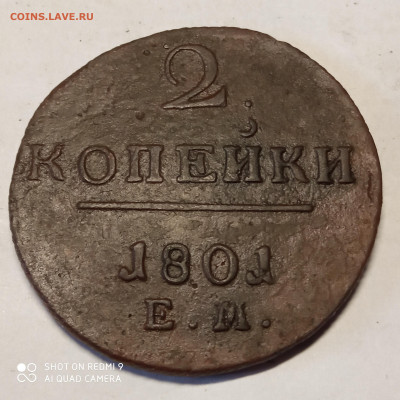 COINS.LAVE.RU
2
КОПЕЙКИ
1801
Е.М.
SHOT ON REDMI 9
AI QUAD CAMERA